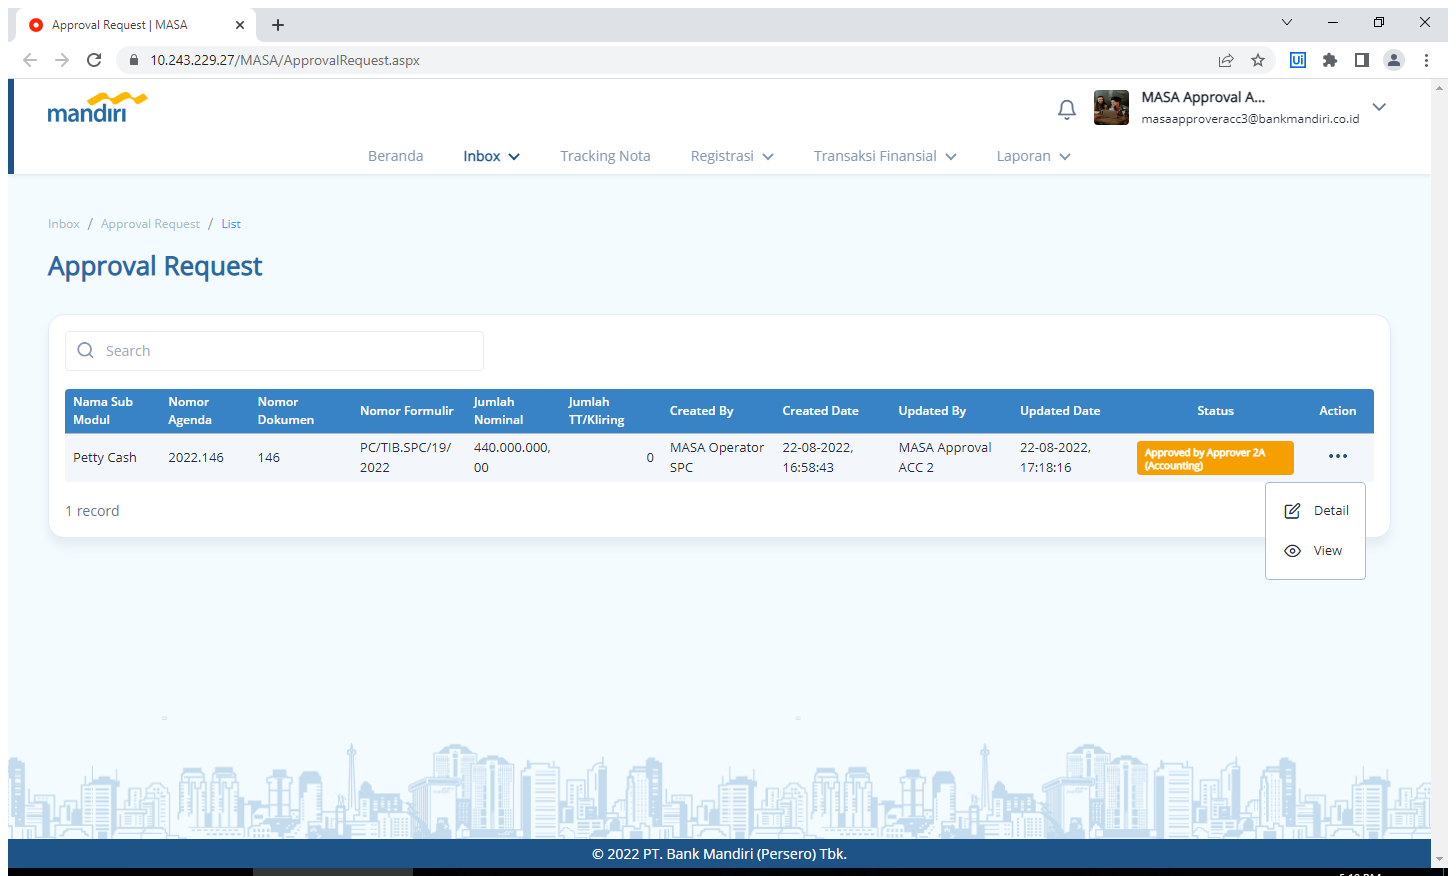 Approval Request | MASA
10.243.229.27/MASA/ApprovalRequest.aspx
Ui
mandiri
MASA Approval A...
masaapproveracc3@bankmandiri.co.id
Beranda
Inbox
Tracking Nota
Registrasi
Transaksi Finansial
Laporan
Inbox / Approval Request / List
Approval Request
Search
Nama Sub
Modul
Nomor
Agenda
Nomor
Dokumen
Nomor Formulir
Jumlah
Nominal
Jumlah
TT/Kliring
Created By
Created Date
Updated By
Updated Date
Status
Action
Petty Cash
2022.146
146
PC/TIB.SPC/19/
2022
440.000.000,
00
0
MASA Operator
SPC
22-08-2022,
16:58:43
MASA Approval
ACC 2
22-08-2022,
17:18:16
Approved by Approver 2A
(Accounting)
1 record
Detail
View
© 2022 PT. Bank Mandiri (Persero) Tbk.